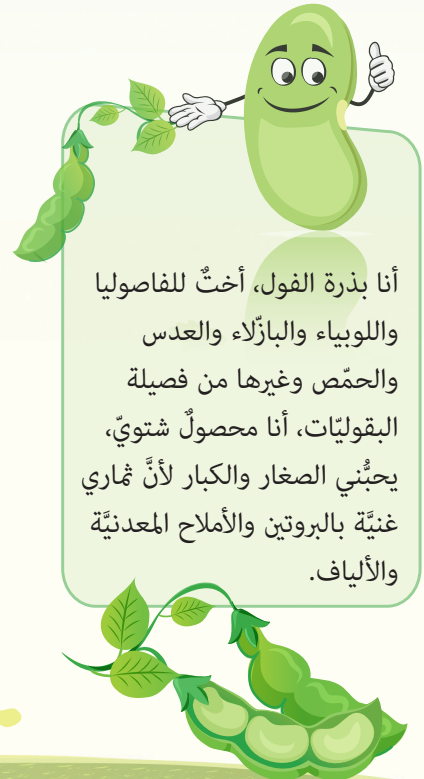 أنا بذرة الفول، أختٌ للفاصوليا
واللوبياء والبازّلاء والعدس
والحمّص وغيرها من فصيلة
البقوليّات، أنا محصولٌ شتويّ،
يحبُّني الصغار والكبار لأنَّ ثماري
غنيَّة بالبروتين والأملاح المعدنيَّة
والألياف.